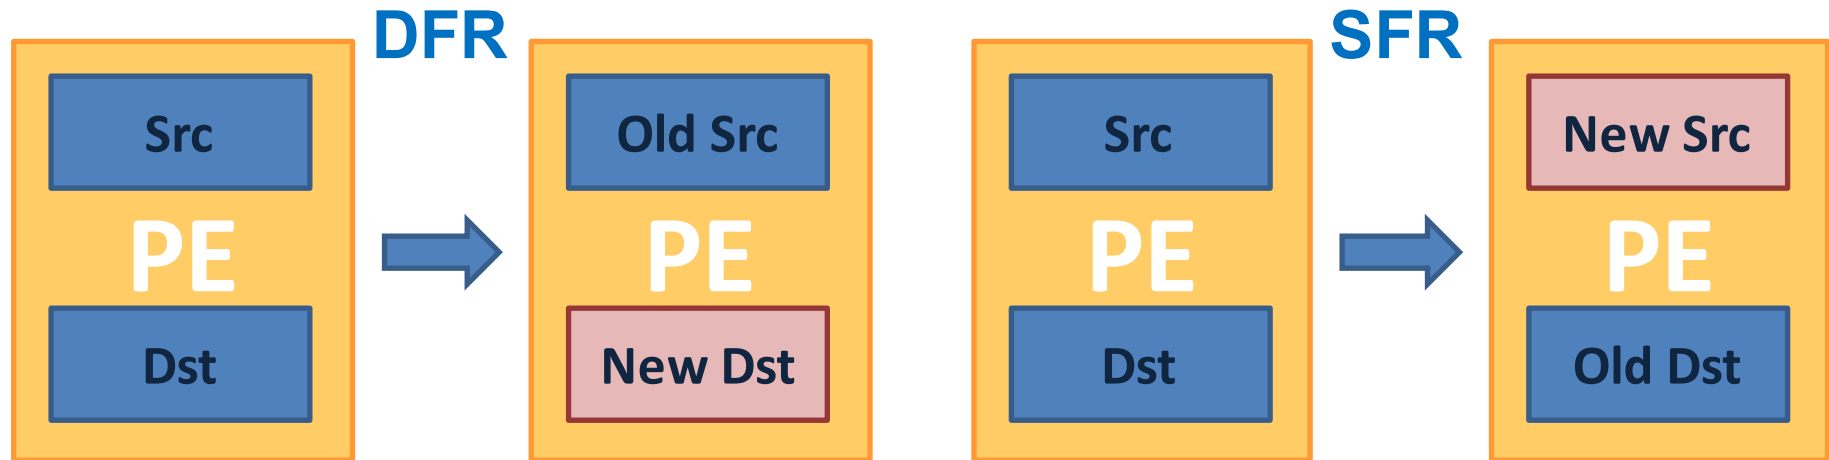 DFR
Src
PE
Dst
Old Src
PE
New Dst
SFR
Src
PE
Dst
New Src
PE
Old Dst